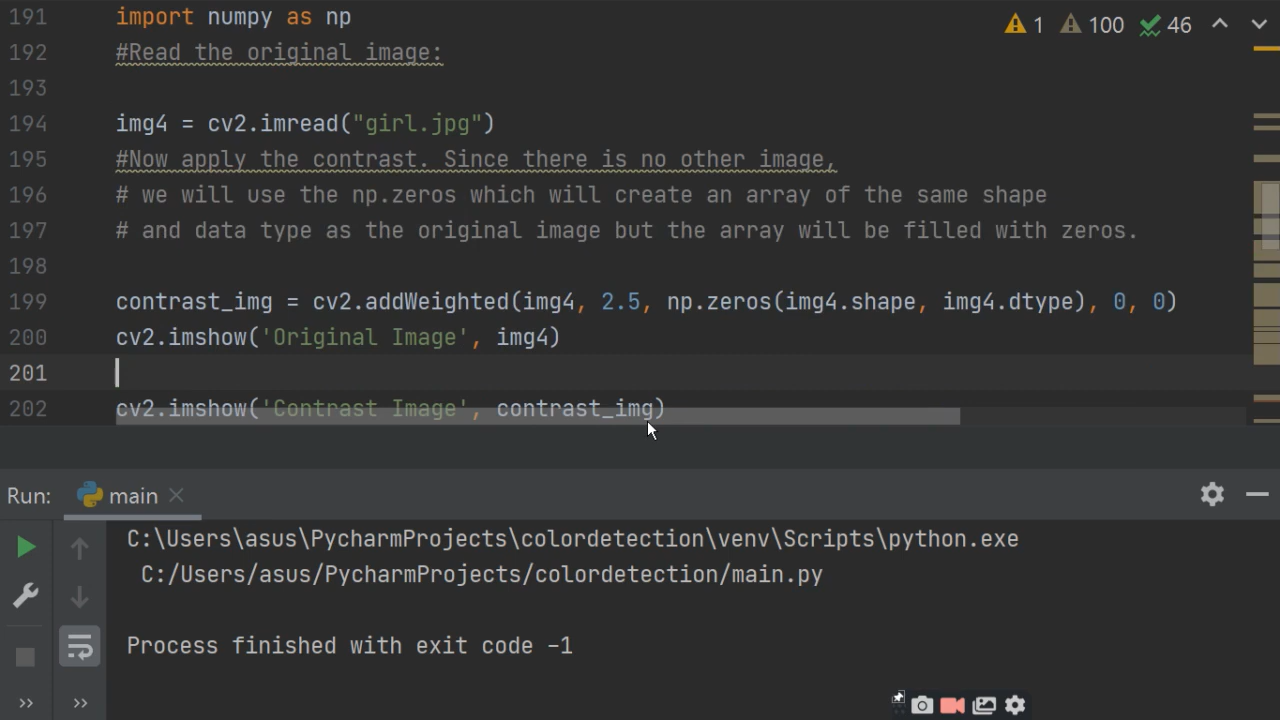 191 import numpy as np
192 #Read the original image:
193
194 img4 = cv2.imread("girl.jpg")
195 #Now apply the contrast. Since there is no other image,
196 # we will use the np.zeros which will create an array of the same shape
197 # and data type as the original image but the array will be filled with zeros.
198
199 contrast_img = cv2.addWeighted(img4, 2.5, np.zeros(img4.shape, img4.dtype), 0, 0)
200 cv2.imshow('Original Image', img4)
201
202 cv2.imshow('Contrast Image', contrast_img)
1 100 46
Run: main
C:\Users\asus\PycharmProjects\colordetection\venv\Scripts\python.exe
C:/Users/asus/PycharmProjects/colordetection/main.py
Process finished with exit code -1